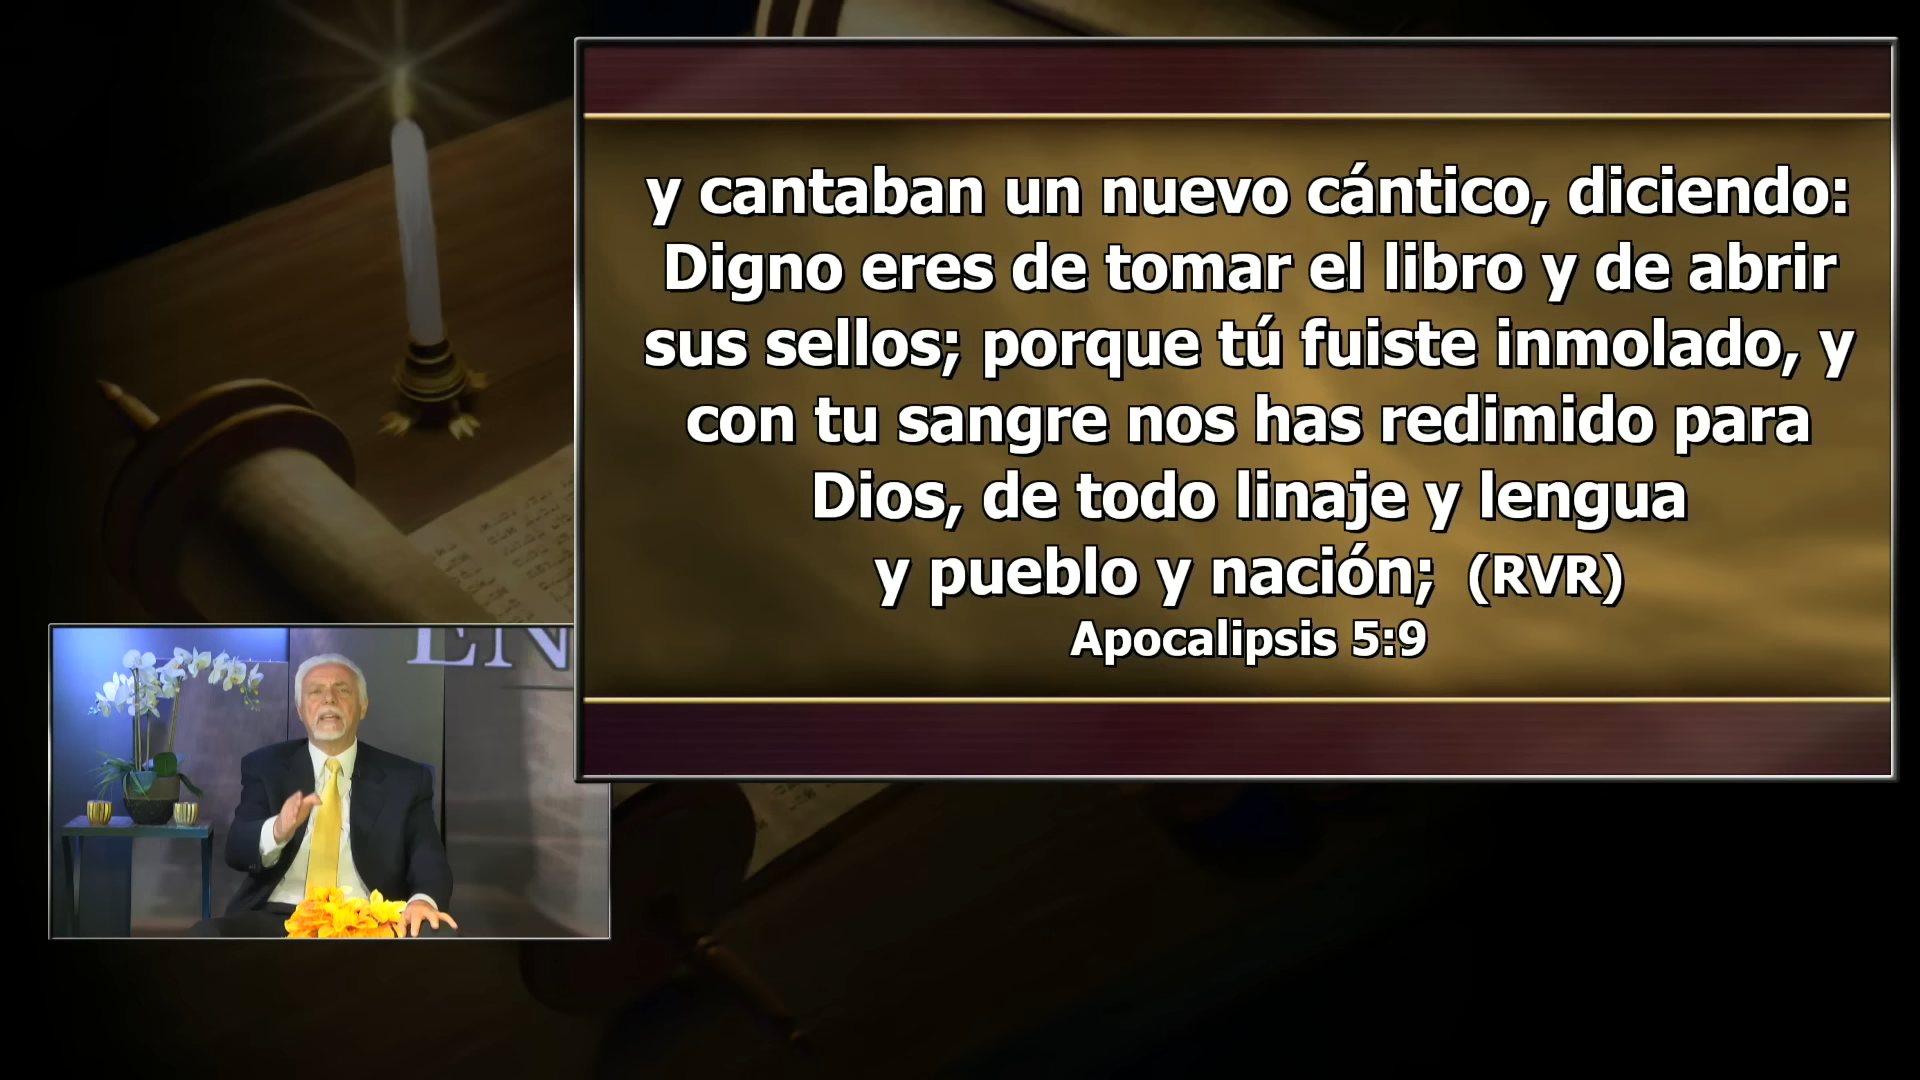 y cantaban un nuevo cántico, diciendo:
Digno eres de tomar el libro y de abrir
sus sellos; porque tú fuiste inmolado, y
con tu sangre nos has redimido para
Dios, de todo linaje y lengua
y pueblo y nación; (RVR)
Apocalipsis 5:9
EN